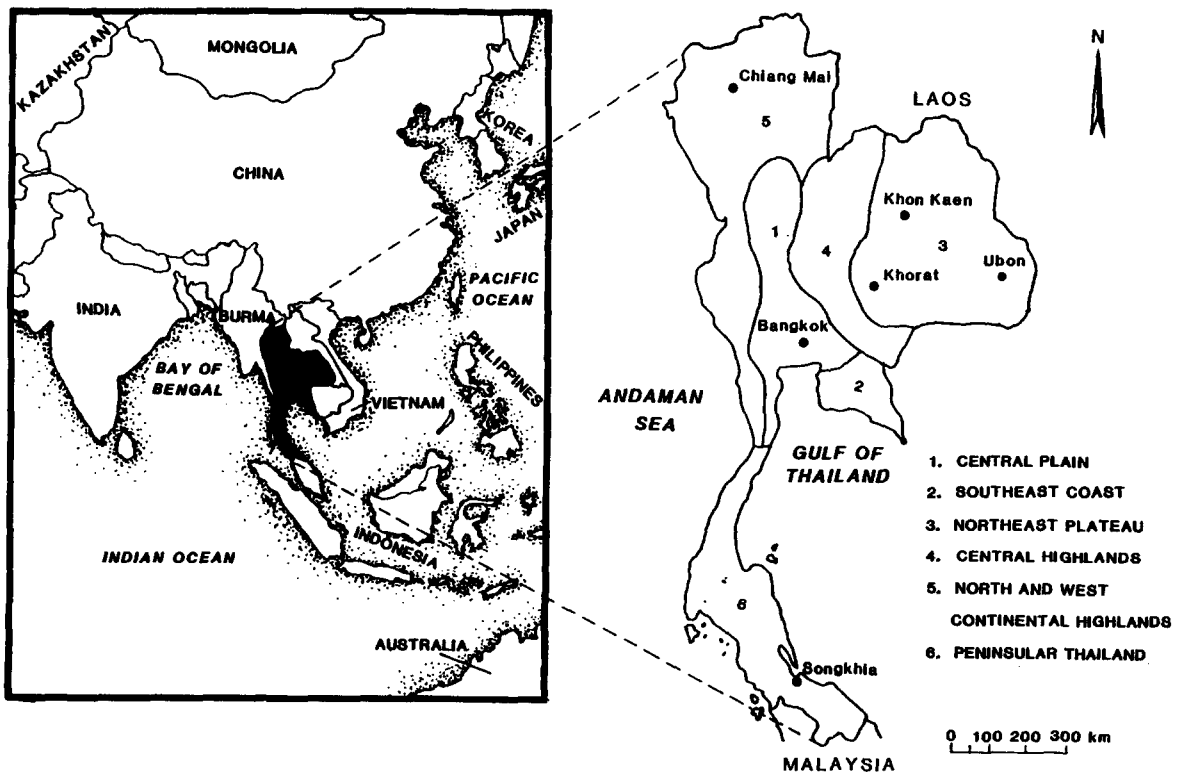 MONGOLIA
KAZAKHSTAN
KOREA
CHINA
JAPAN
PACIFIC
OCEAN
INDIA
BURMA
BAY OF
BENGAL
PHILIPPINES
VIETNAM
INDIAN OCEAN
INDONESIA
AUSTRALIA
N
Chiang Mai
5
LAOS
Khon Kaen
1
4
3
Ubon
Khorat
Bangkok
2
ANDAMAN
SEA
GULF OF
THAILAND
6
Songkhia
MALAYSIA
1. CENTRAL PLAIN
2. SOUTHEAST COAST
3. NORTHEAST PLATEAU
4. CENTRAL HIGHLANDS
5. NORTH AND WEST
CONTINENTAL HIGHLANDS
6. PENINSULAR THAILAND
0 100 200 300 km